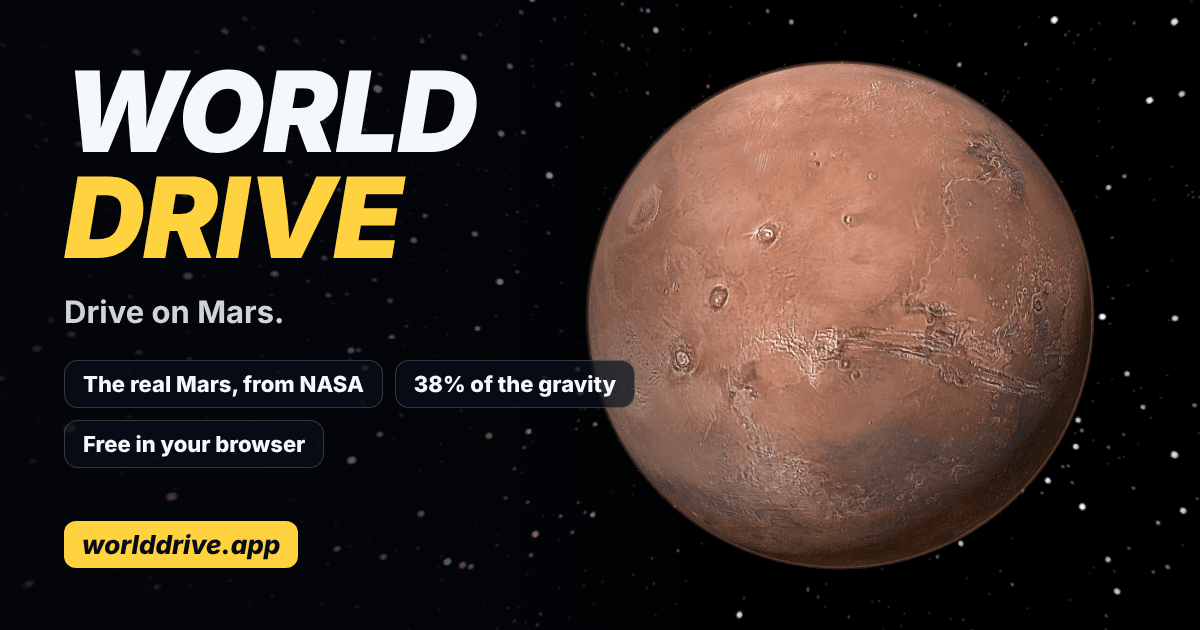 WORLD
DRIVE
Drive on Mars.
The real Mars, from NASA
38% of the gravity
Free in your browser
worlddrive.app